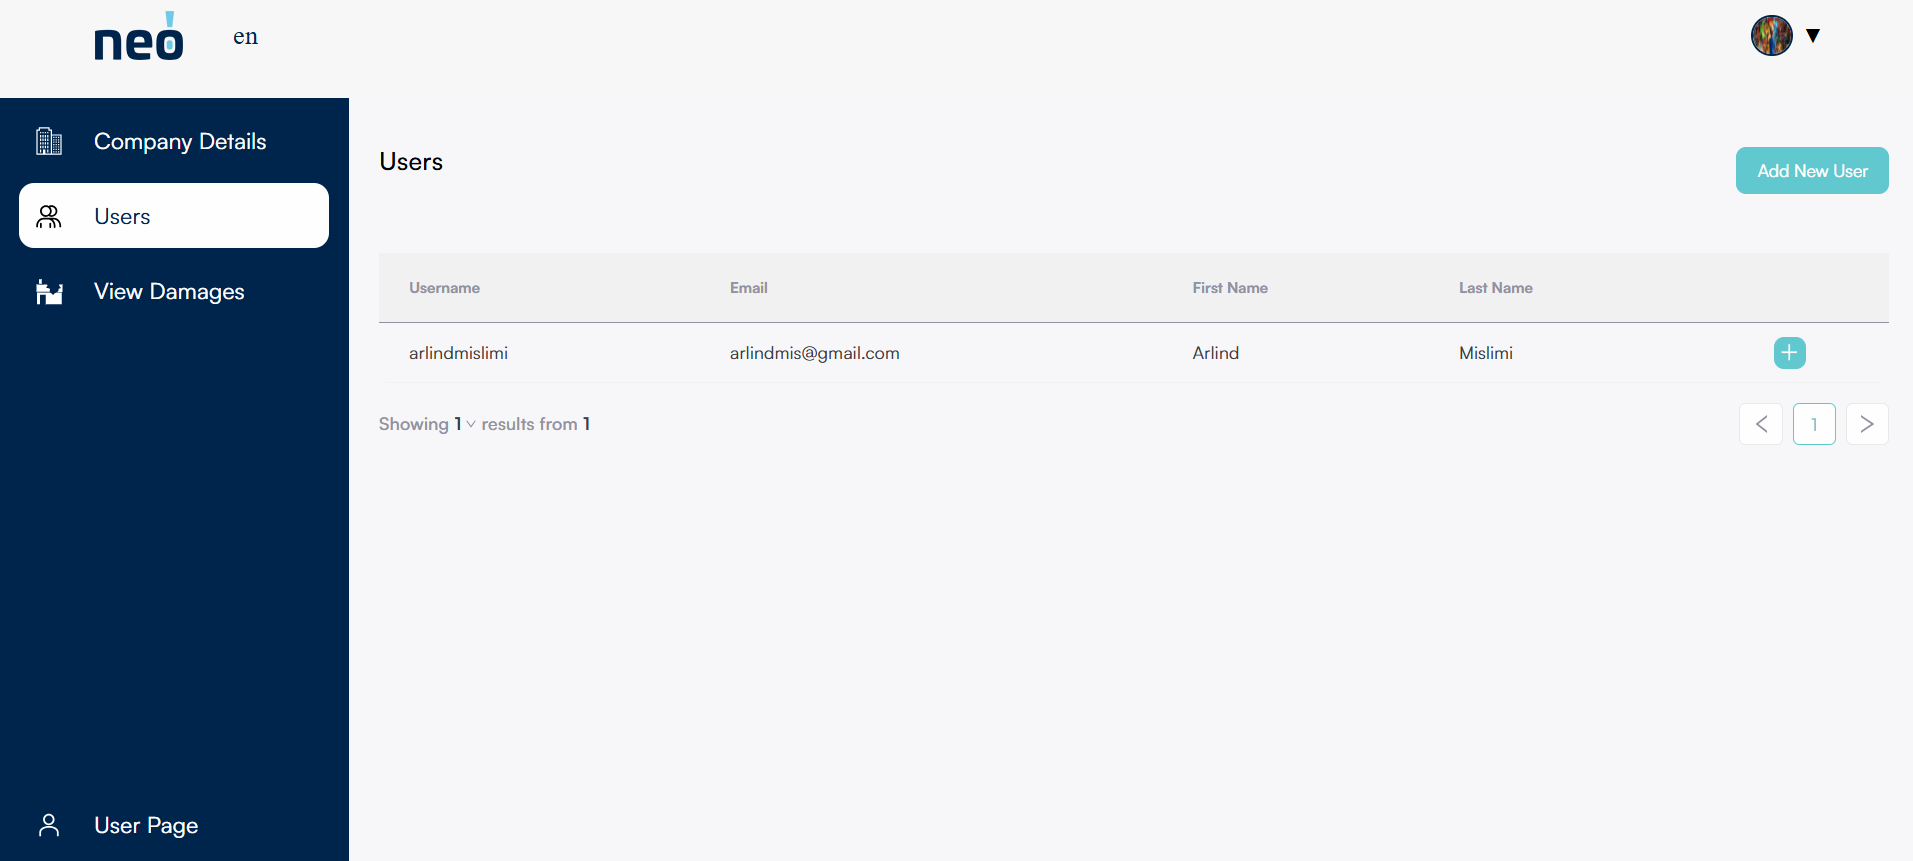 neo
en
Company Details
Users
View Damages
User Page
Users
Add New User
Username Email First Name Last Name
arlindmislimi arlindmis@gmail.com Arlind Mislimi
Showing 1 results from 1
1